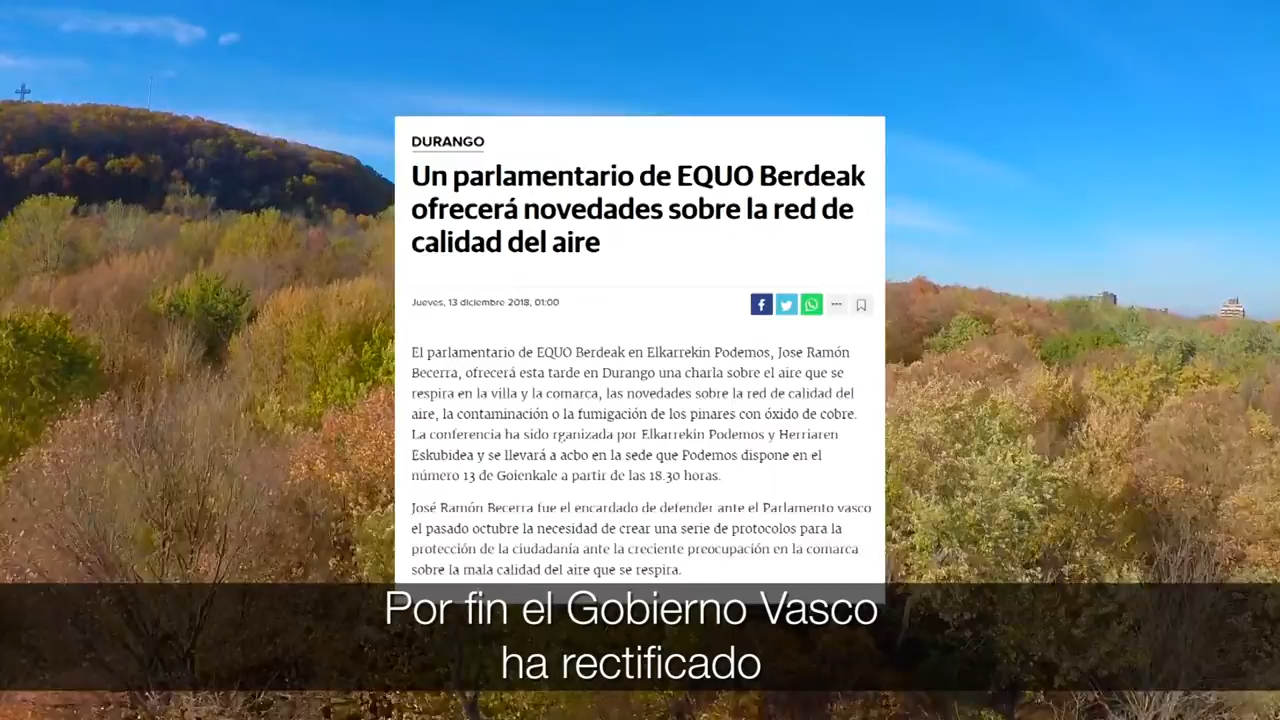 DURANGO
Un parlamentario de EQUO Berdeak
ofrecerá novedades sobre la red de
calidad del aire
Jueves, 13 diciembre 2018, 01:00
El parlamentario de EQUO Berdeak en Elkarrekin Podemos, Jose Ramón
Becerra, ofrecerá esta tarde en Durango una charla sobre el aire que se
respira en la villa y la comarca, las novedades sobre la red de calidad del
aire, la contaminación o la fumigación de los pinares con óxido de cobre.
La conferencia ha sido rganizada por Elkarrekin Podemos y Herriaren
Eskubidea y se llevará a acbo en la sede que Podemos dispone en el
número 13 de Goienkale a partir de las 18.30 horas.
José Ramón Becerra fue el encardado de defender ante el Parlamento vasco
el pasado octubre la necesidad de crear una serie de protocolos para la
protección de la ciudadanía ante la creciente preocupación en la comarca
sobre la mala calidad del aire que se respira.
Por fin el Gobierno Vasco
ha rectificado